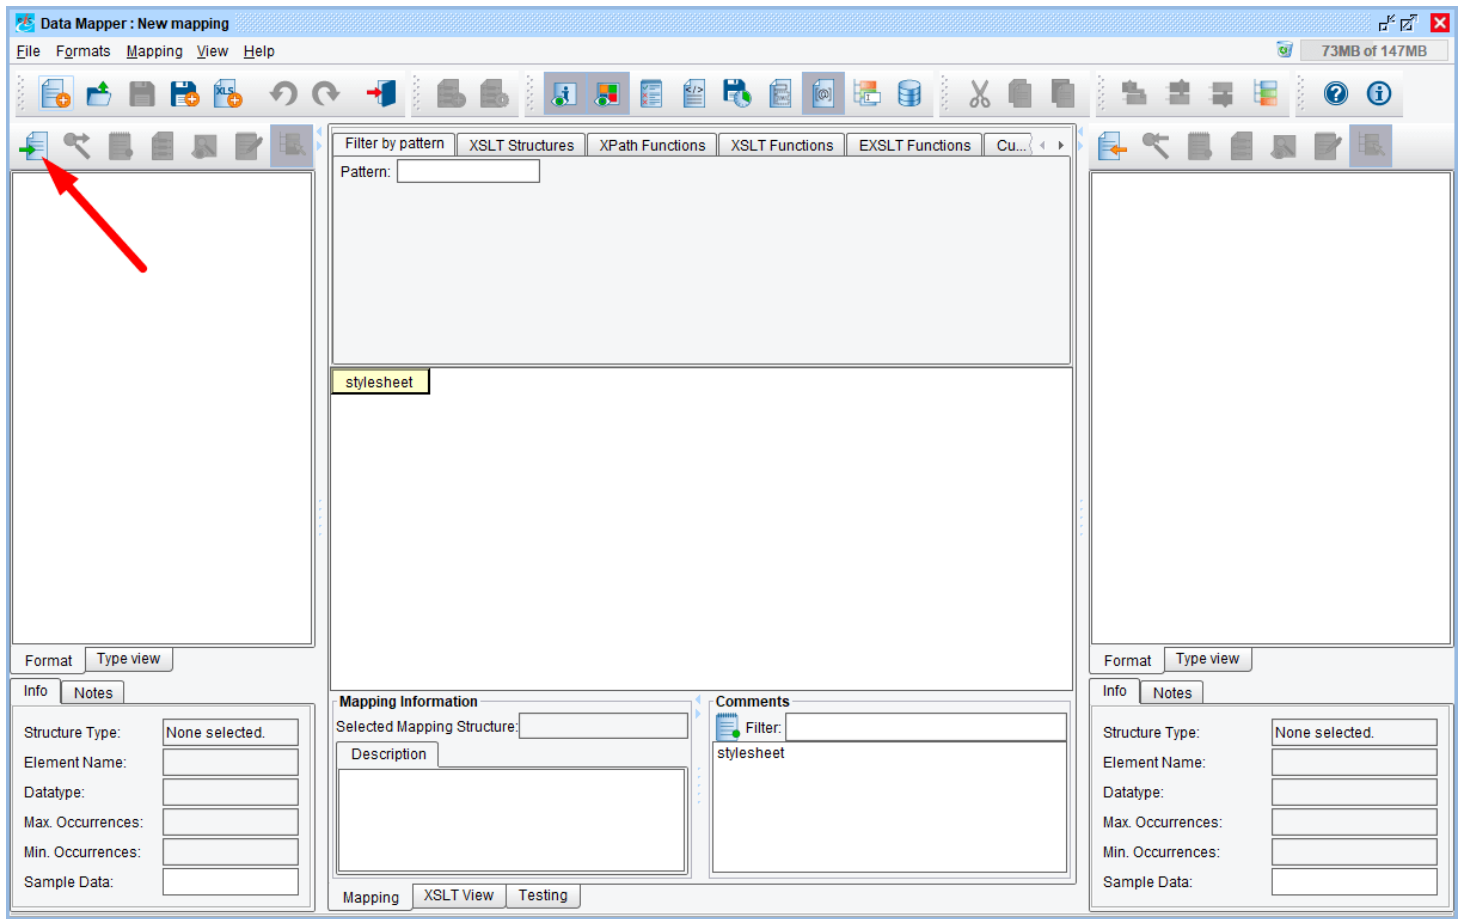 Data Mapper : New mapping
File Formats Mapping View Help
73MB of 147MB
XLS
Filter by pattern XSLT Structures XPath Functions XSLT Functions EXSLT Functions Cu...
Pattern:
stylesheet
Format Type view
Info Notes
Structure Type: None selected.
Element Name:
Datatype:
Max. Occurrences:
Min. Occurrences:
Sample Data:
Mapping Information
Selected Mapping Structure:
Description
Comments
Filter:
stylesheet
Mapping XSLT View Testing
Format Type view
Info Notes
Structure Type: None selected.
Element Name:
Datatype:
Max. Occurrences:
Min. Occurrences:
Sample Data: